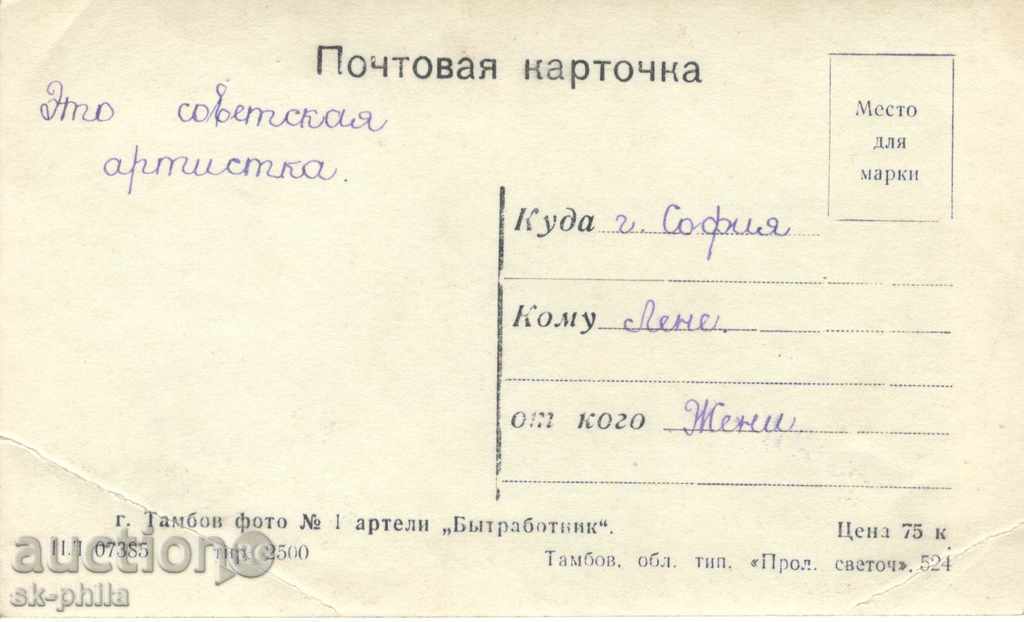 Почтовая карточка
Место
для
марки
Это советская
артистка.
Куда г. София
Кому Лене.
от кого Жени.
г. Тамбов фото № 1 артели „Бытработник“.
ПЛ 07385 тир. 2500
Цена 75 к
Тамбов, обл. тип. «Прол. светоч». 524
auction
sk-phila